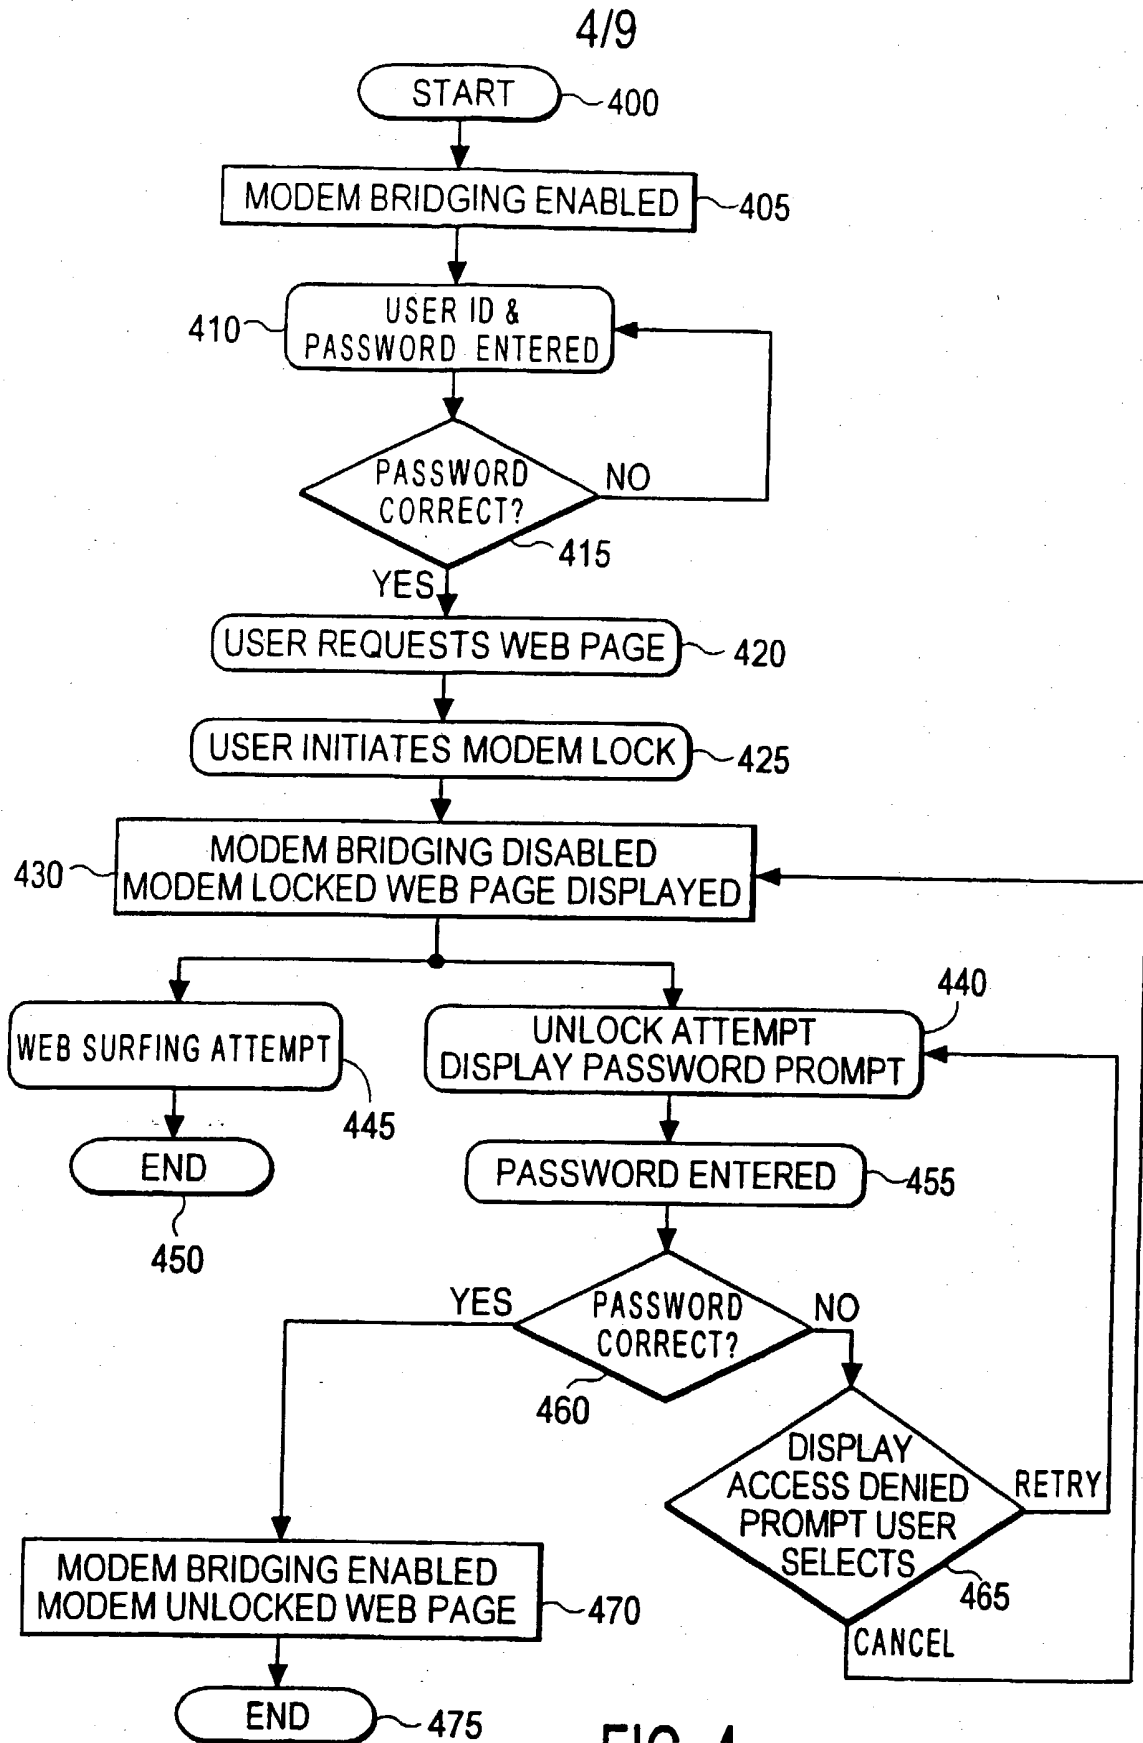 4/9
START
400
MODEM BRIDGING ENABLED
405
USER ID &
PASSWORD ENTERED
410
PASSWORD
CORRECT?
NO
415
YES
USER REQUESTS WEB PAGE
420
USER INITIATES MODEM LOCK
425
MODEM BRIDGING DISABLED
MODEM LOCKED WEB PAGE DISPLAYED
430
440
WEB SURFING ATTEMPT
445
UNLOCK ATTEMPT
DISPLAY PASSWORD PROMPT
END
450
PASSWORD ENTERED
455
YES
PASSWORD
CORRECT?
NO
460
DISPLAY
ACCESS DENIED
PROMPT USER
SELECTS
RETRY
465
CANCEL
MODEM BRIDGING ENABLED
MODEM UNLOCKED WEB PAGE
470
END
475
FIG. 4